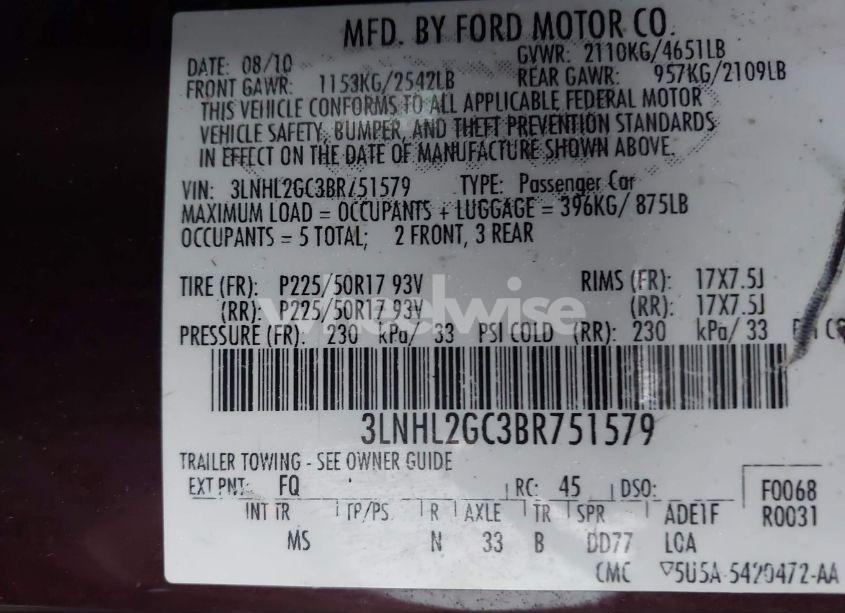 MFD. BY FORD MOTOR CO.
DATE: 08/10 GVWR: 2110KG/4651LB
FRONT GAWR: 1153KG/2542LB REAR GAWR: 957KG/2109LB
THIS VEHICLE CONFORMS TO ALL APPLICABLE FEDERAL MOTOR
VEHICLE SAFETY, BUMPER, AND THEFT PREVENTION STANDARDS
IN EFFECT ON THE DATE OF MANUFACTURE SHOWN ABOVE.
VIN: 3LNHL2GC3BR751579 TYPE: Passenger Car
MAXIMUM LOAD = OCCUPANTS + LUGGAGE = 396KG/ 875LB
OCCUPANTS = 5 TOTAL; 2 FRONT, 3 REAR
TIRE (FR): P225/50R17 93V RIMS (FR): 17X7.5J
(RR): P225/50R17 93V (RR): 17X7.5J
wheelwise
PRESSURE (FR): 230 kPa/ 33 PSI COLD (RR): 230 kPa/ 33
3LNHL2GC3BR751579
TRAILER TOWING - SEE OWNER GUIDE
EXT PNT: FQ RC: 45 DSO: F0068
INT TR TP/PS R AXLE TR SPR ADE1F R0031
MS N 33 B DD77 LCA
CMC ▽5U5A-5420472-AA